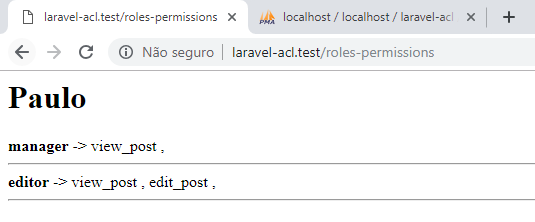 laravel-acl.test/roles-permissions
PMA
localhost / localhost / laravel-acl
Não seguro | laravel-acl.test/roles-permissions
Paulo
manager -> view_post ,
editor -> view_post , edit_post ,